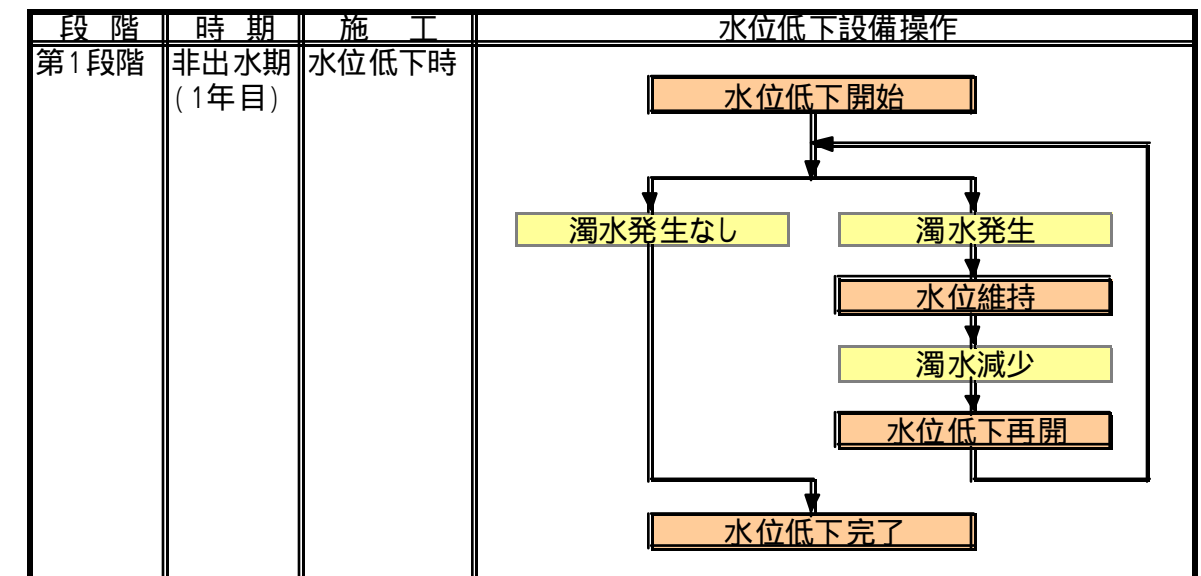 段 階 時 期 施 工 水位低下設備操作
第1段階 非出水期 水位低下時
(1年目)
水位低下開始
濁水発生なし 濁水発生
水位維持
濁水減少
水位低下再開
水位低下完了